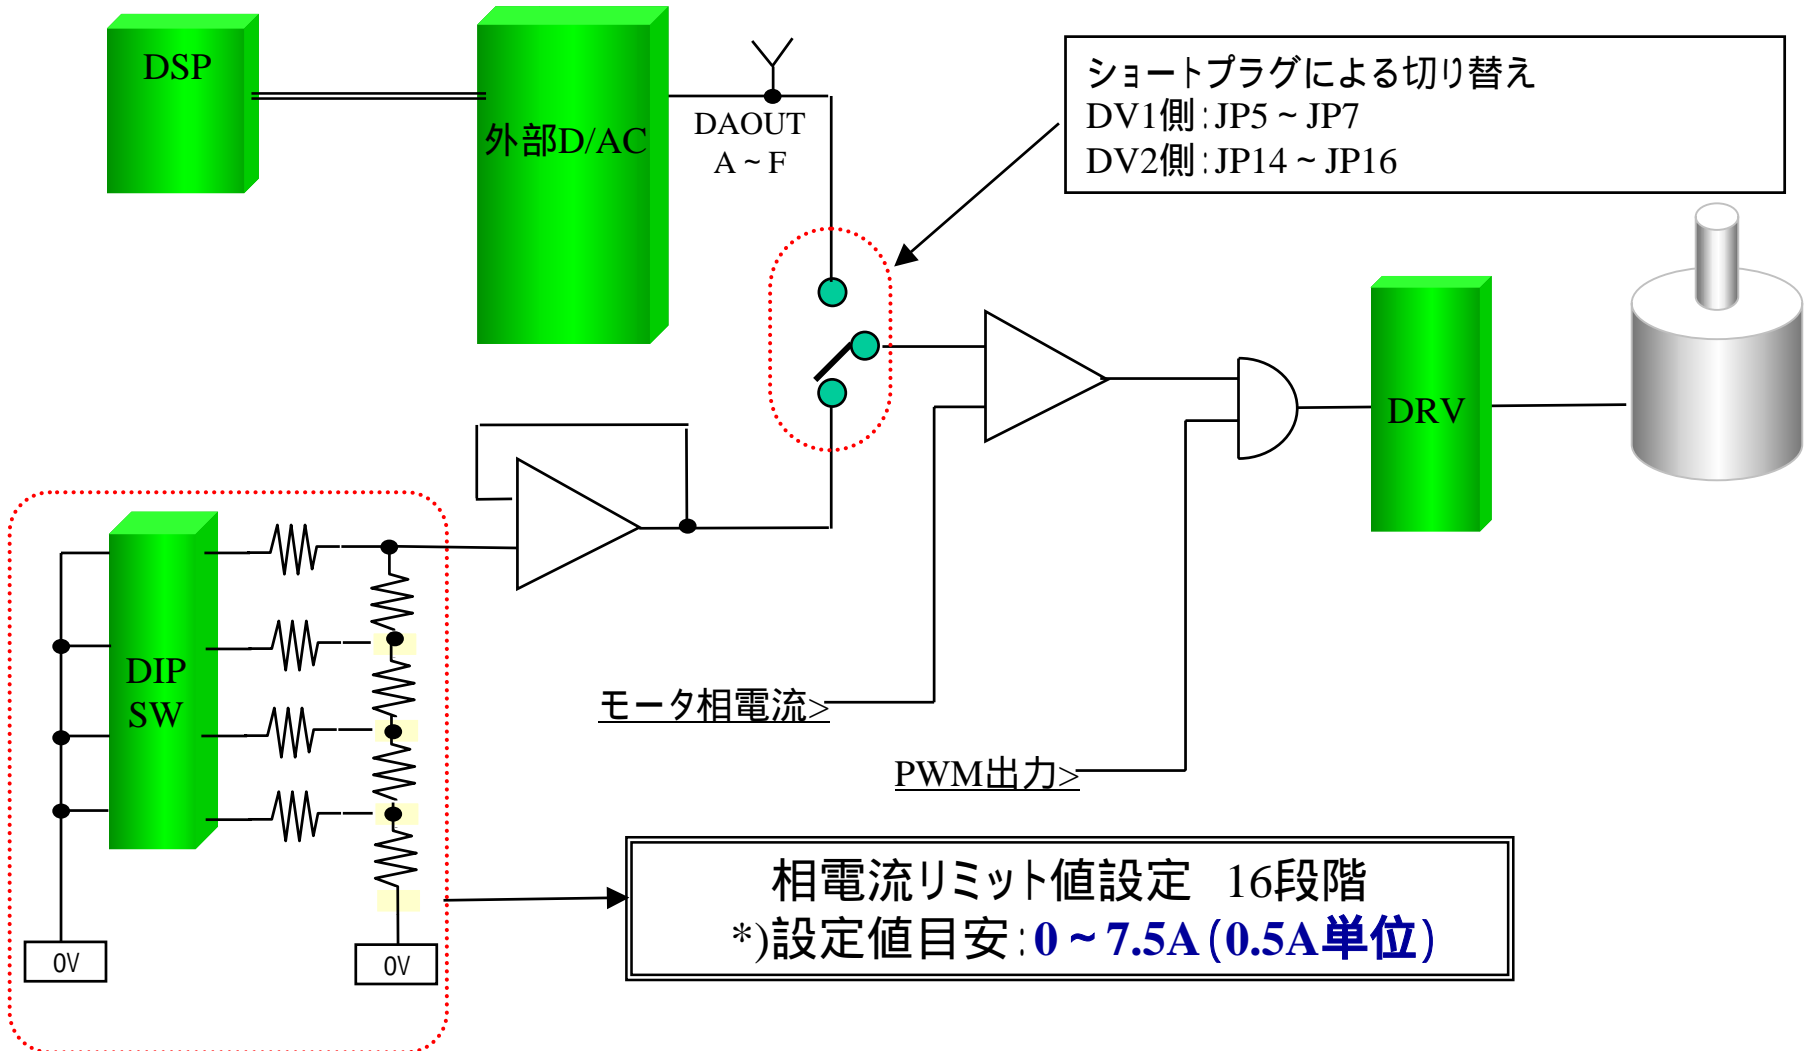 DSP
外部D/AC
DAOUT
A ~ F
ショートプラグによる切り替え
DV1側:JP5 ~ JP7
DV2側:JP14 ~ JP16
DRV
DIP
SW
モータ相電流>
PWM出力>
相電流リミット値設定 16段階
*)設定値目安:0 ~ 7.5A(0.5A単位)
0V
0V